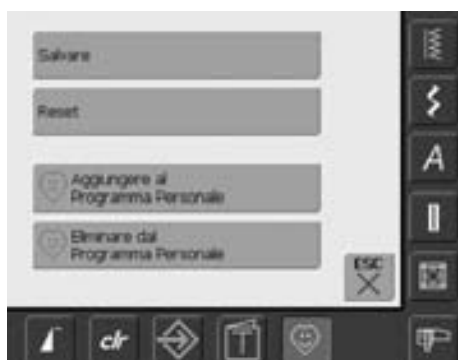 Salvare
Reset
Aggiungere al
Programma Personale
Eliminare dal
Programma Personale
ESC
A
clr